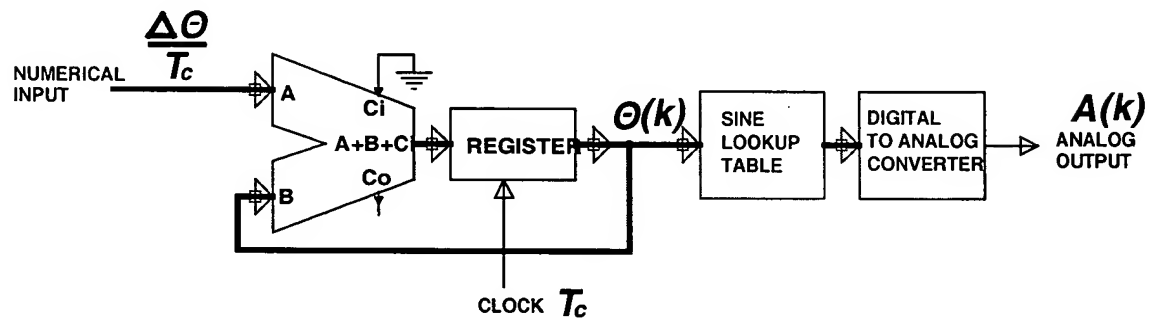 ΔΘ
Tc
NUMERICAL
INPUT
A
Ci
A+B+Ci
Co
B
REGISTER
Θ(k)
SINE
LOOKUP
TABLE
DIGITAL
TO ANALOG
CONVERTER
A(k)
ANALOG
OUTPUT
CLOCK Tc